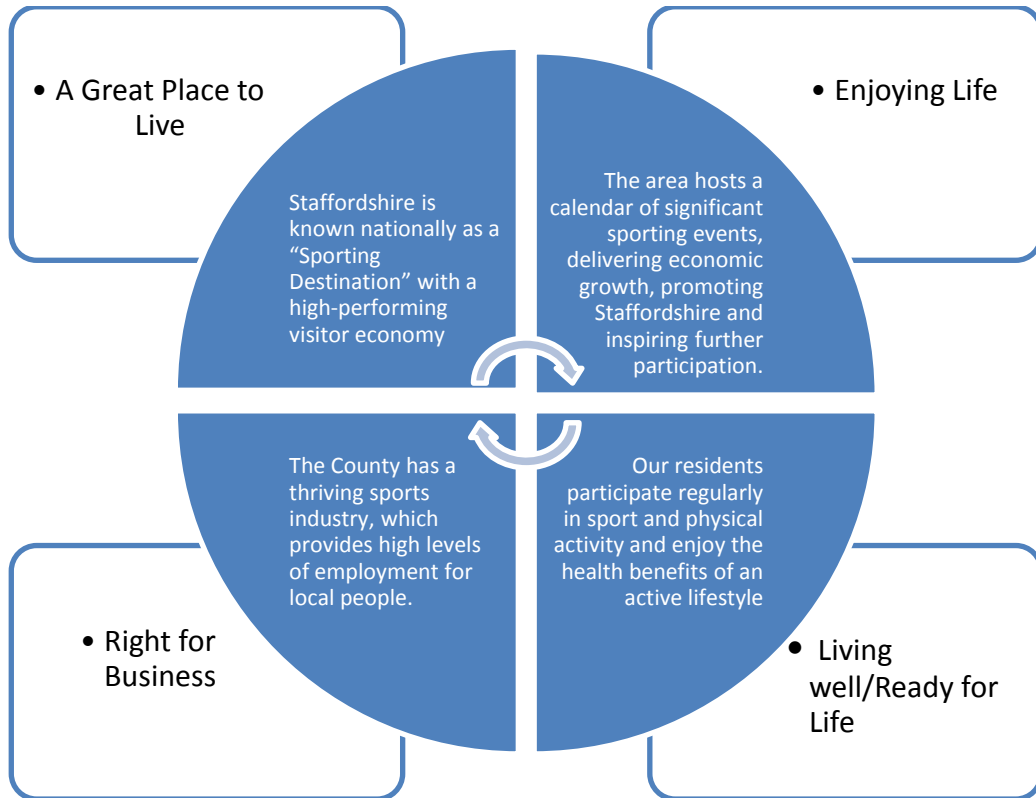 • A Great Place to
Live
• Enjoying Life
Staffordshire is
known nationally as a
“Sporting
Destination” with a
high-performing
visitor economy
The area hosts a
calendar of significant
sporting events,
delivering economic
growth, promoting
Staffordshire and
inspiring further
participation.
The County has a
thriving sports
industry, which
provides high levels
of employment for
local people.
Our residents
participate regularly
in sport and physical
activity and enjoy the
health benefits of an
active lifestyle
• Right for
Business
• Living
well/Ready for
Life